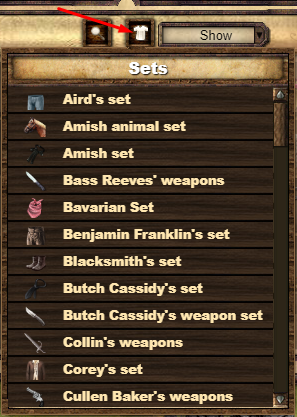 Show
Sets
Aird's set
Amish animal set
Amish set
Bass Reeves' weapons
Bavarian Set
Benjamin Franklin's set
Blacksmith's set
Butch Cassidy's set
Butch Cassidy's weapon set
Collin's weapons
Corey's set
Cullen Baker's weapons